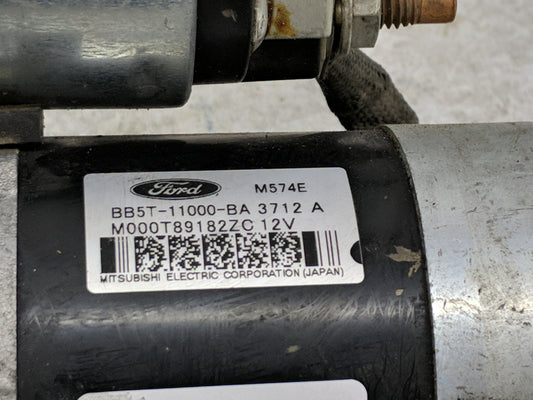 Ford M574E
BB5T-11000-BA 3712 A
M000T89182ZC 12V
MITSUBISHI ELECTRIC CORPORATION (JAPAN)